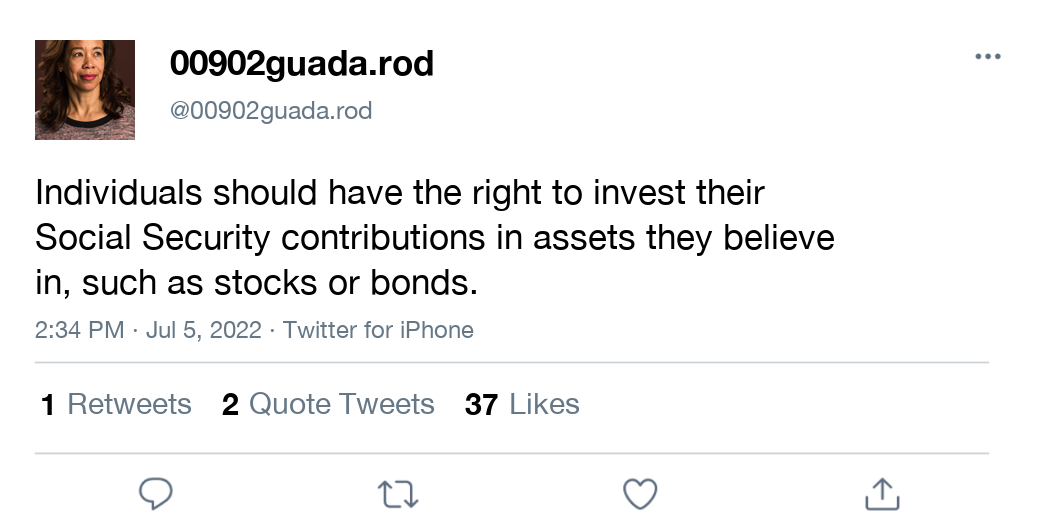 00902guada.rod
@00902guada.rod
Individuals should have the right to invest their
Social Security contributions in assets they believe
in, such as stocks or bonds.
2:34 PM · Jul 5, 2022 · Twitter for iPhone
1 Retweets 2 Quote Tweets 37 Likes